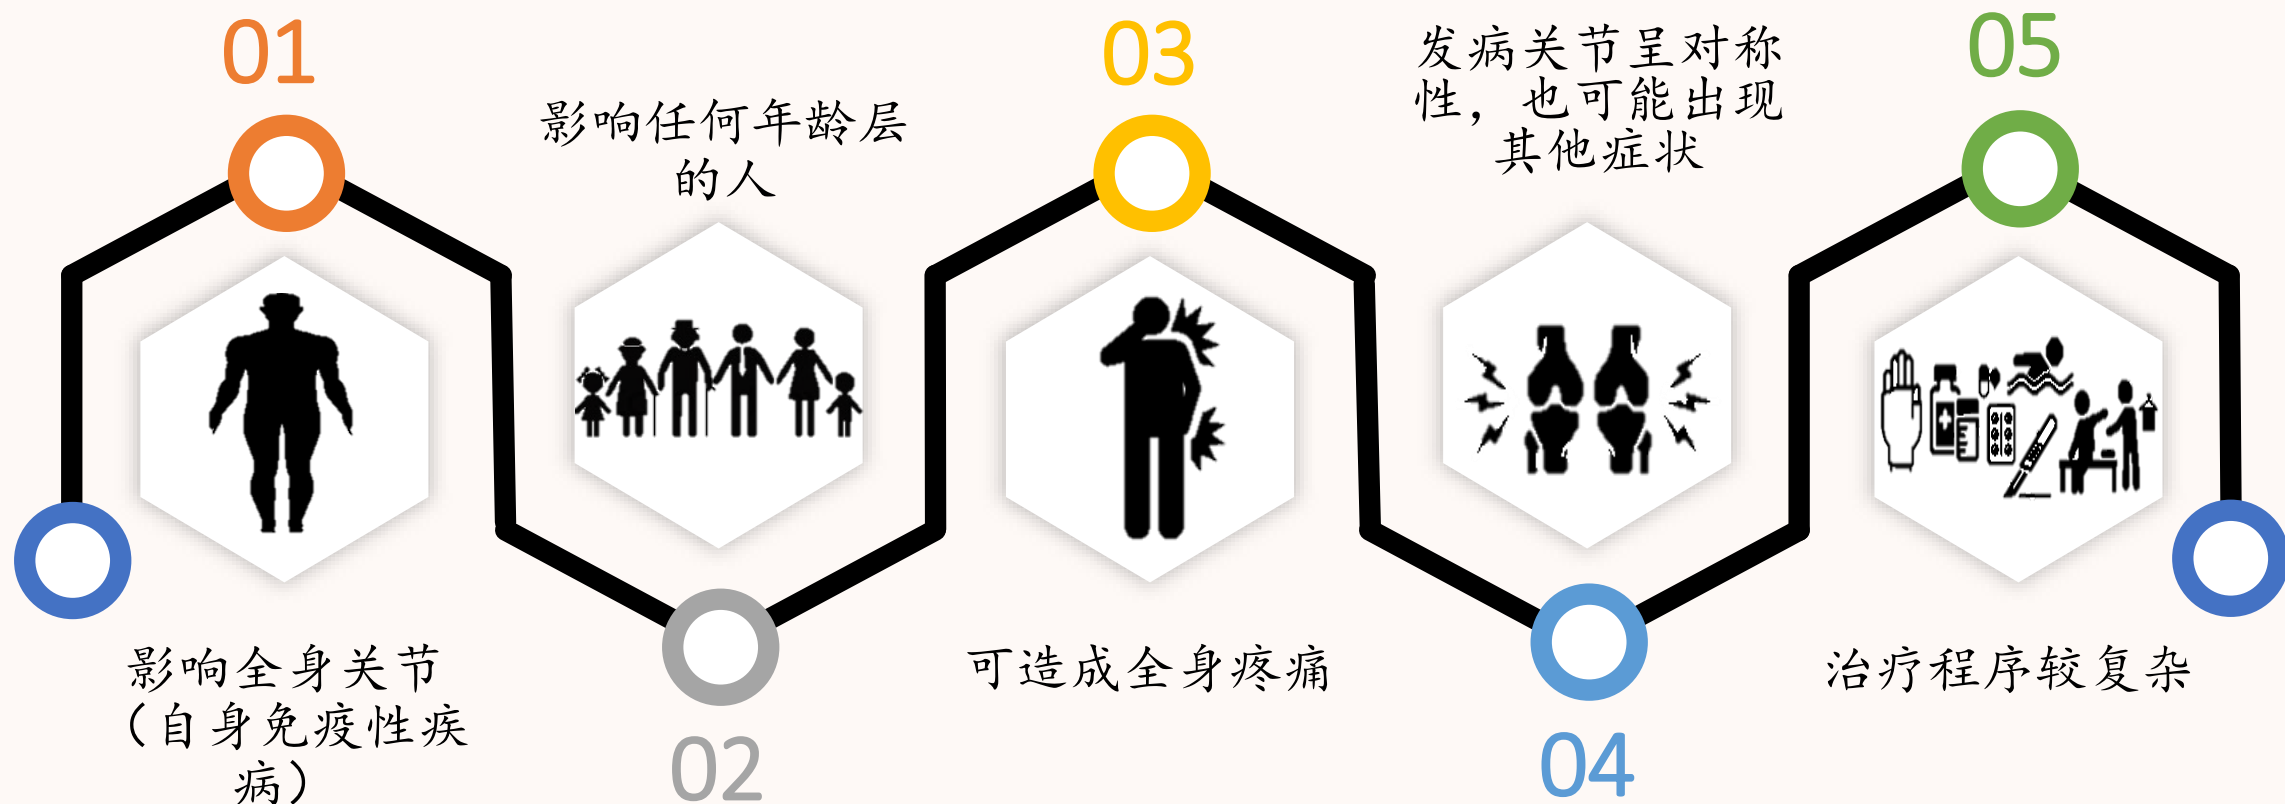 01
影响全身关节
（自身免疫性疾
病）
影响任何年龄层
的人
02
03
可造成全身疼痛
发病关节呈对称
性，也可能出现
其他症状
04
05
治疗程序较复杂